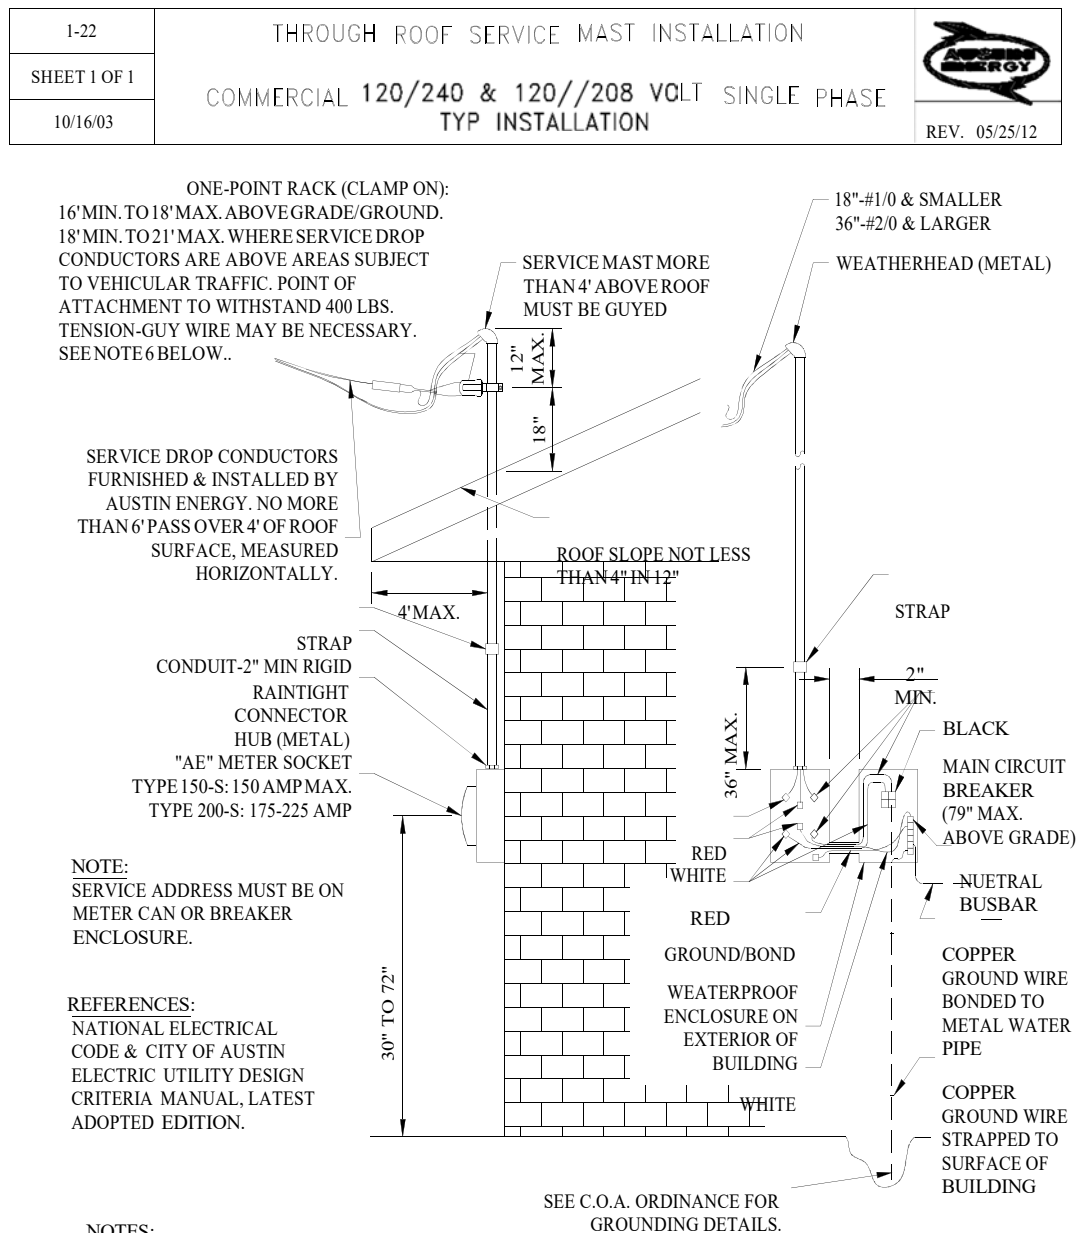 1-22
SHEET 1 OF 1
10/16/03
THROUGH ROOF SERVICE MAST INSTALLATION
COMMERCIAL 120/240 & 120//208 VOLT SINGLE PHASE
TYP INSTALLATION
AUSTIN
ENERGY
REV. 05/25/12
ONE-POINT RACK (CLAMP ON):
16' MIN. TO 18' MAX. ABOVE GRADE/GROUND.
18' MIN. TO 21' MAX. WHERE SERVICE DROP
CONDUCTORS ARE ABOVE AREAS SUBJECT
TO VEHICULAR TRAFFIC. POINT OF
ATTACHMENT TO WITHSTAND 400 LBS.
TENSION-GUY WIRE MAY BE NECESSARY.
SEE NOTE 6 BELOW..
SERVICE MAST MORE
THAN 4' ABOVE ROOF
MUST BE GUYED
18"-#1/0 & SMALLER
36"-#2/0 & LARGER
WEATHERHEAD (METAL)
12"
MAX.
18"
SERVICE DROP CONDUCTORS
FURNISHED & INSTALLED BY
AUSTIN ENERGY. NO MORE
THAN 6' PASS OVER 4' OF ROOF
SURFACE, MEASURED
HORIZONTALLY.
ROOF SLOPE NOT LESS
THAN 4" IN 12"
4' MAX.
STRAP
STRAP
CONDUIT-2" MIN RIGID
RAINTIGHT
CONNECTOR
HUB (METAL)
"AE" METER SOCKET
TYPE 150-S: 150 AMP MAX.
TYPE 200-S: 175-225 AMP
2"
MIN.
36" MAX.
BLACK
MAIN CIRCUIT
BREAKER
(79" MAX.
ABOVE GRADE)
RED
WHITE
NUETRAL
BUSBAR
RED
NOTE:
SERVICE ADDRESS MUST BE ON
METER CAN OR BREAKER
ENCLOSURE.
GROUND/BOND
WEATERPROOF
ENCLOSURE ON
EXTERIOR OF
BUILDING
COPPER
GROUND WIRE
BONDED TO
METAL WATER
PIPE
30" TO 72"
REFERENCES:
NATIONAL ELECTRICAL
CODE & CITY OF AUSTIN
ELECTRIC UTILITY DESIGN
CRITERIA MANUAL, LATEST
ADOPTED EDITION.
WHITE
COPPER
GROUND WIRE
STRAPPED TO
SURFACE OF
BUILDING
SEE C.O.A. ORDINANCE FOR
GROUNDING DETAILS.
NOTES: